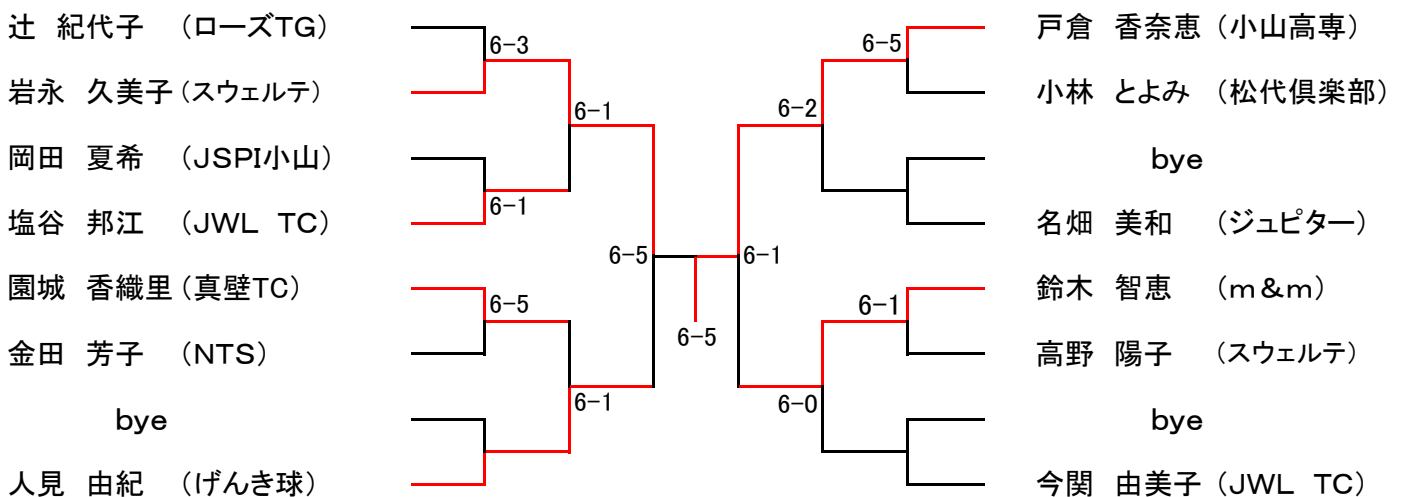 辻 紀代子 (ローズTG)
岩永 久美子(スウェルテ)
岡田 夏希 (JSPI小山)
塩谷 邦江 (JWL TC)
園城 香織里(真壁TC)
金田 芳子 (NTS)
bye
人見 由紀 (げんき球)
6-3
6-1
6-1
6-5
6-5
6-1
6-5
6-1
6-5
6-2
6-1
6-0
戸倉 香奈恵(小山高専)
小林 とよみ (松代倶楽部)
bye
名畑 美和 (ジュピター)
鈴木 智恵 (m&m)
高野 陽子 (スウェルテ)
bye
今関 由美子(JWL TC)